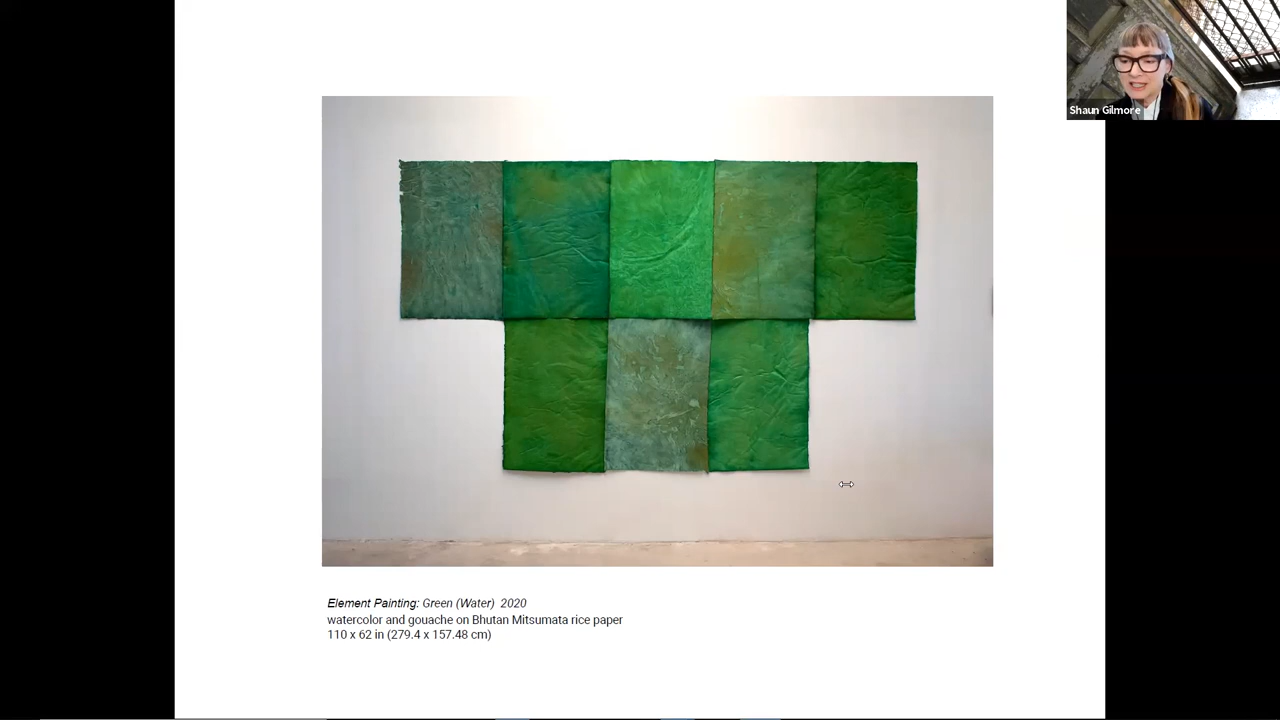 Shaun Gilmore
Element Painting: Green (Water)  2020
watercolor and gouache on Bhutan Mitsumata rice paper
110 x 62 in (279.4 x 157.48 cm)